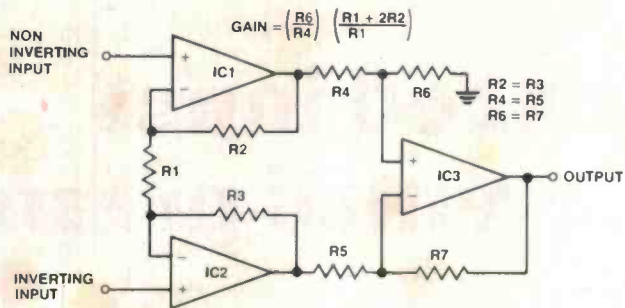 GAIN = (R6/R4) (R1 + 2R2/R1)
NON
INVERTING
INPUT
+
IC1
−
R4
R6
R2 = R3
R4 = R5
R6 = R7
R2
R1
R3
+
IC3
−
OUTPUT
−
IC2
+
R5
R7
INVERTING
INPUT